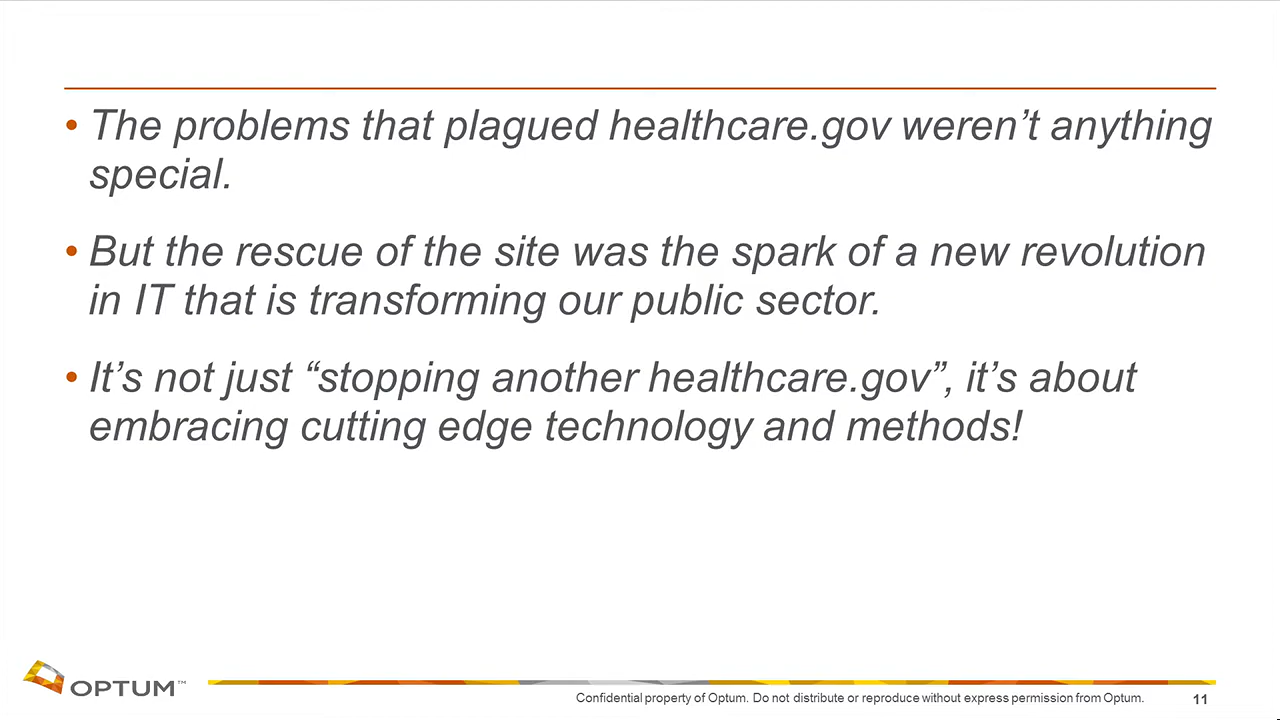 • The problems that plagued healthcare.gov weren’t anything
special.
• But the rescue of the site was the spark of a new revolution
in IT that is transforming our public sector.
• It’s not just “stopping another healthcare.gov”, it’s about
embracing cutting edge technology and methods!
OPTUM™
Confidential property of Optum. Do not distribute or reproduce without express permission from Optum.
11